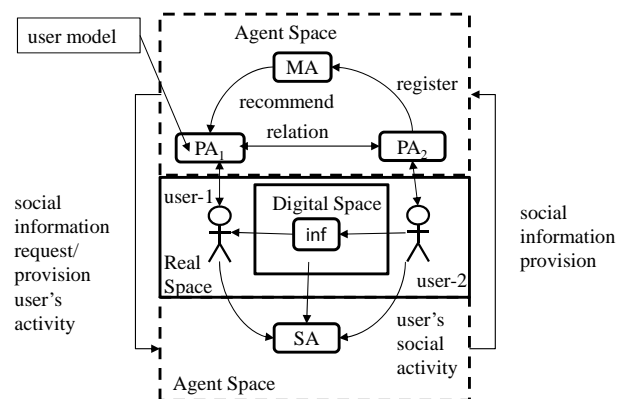 Agent Space
user model
MA
register
recommend
relation
PA1
PA2
user-1
Digital Space
inf
Real
Space
user-2
social
information
request/
provision
user's
activity
social
information
provision
SA
user's
social
activity
Agent Space